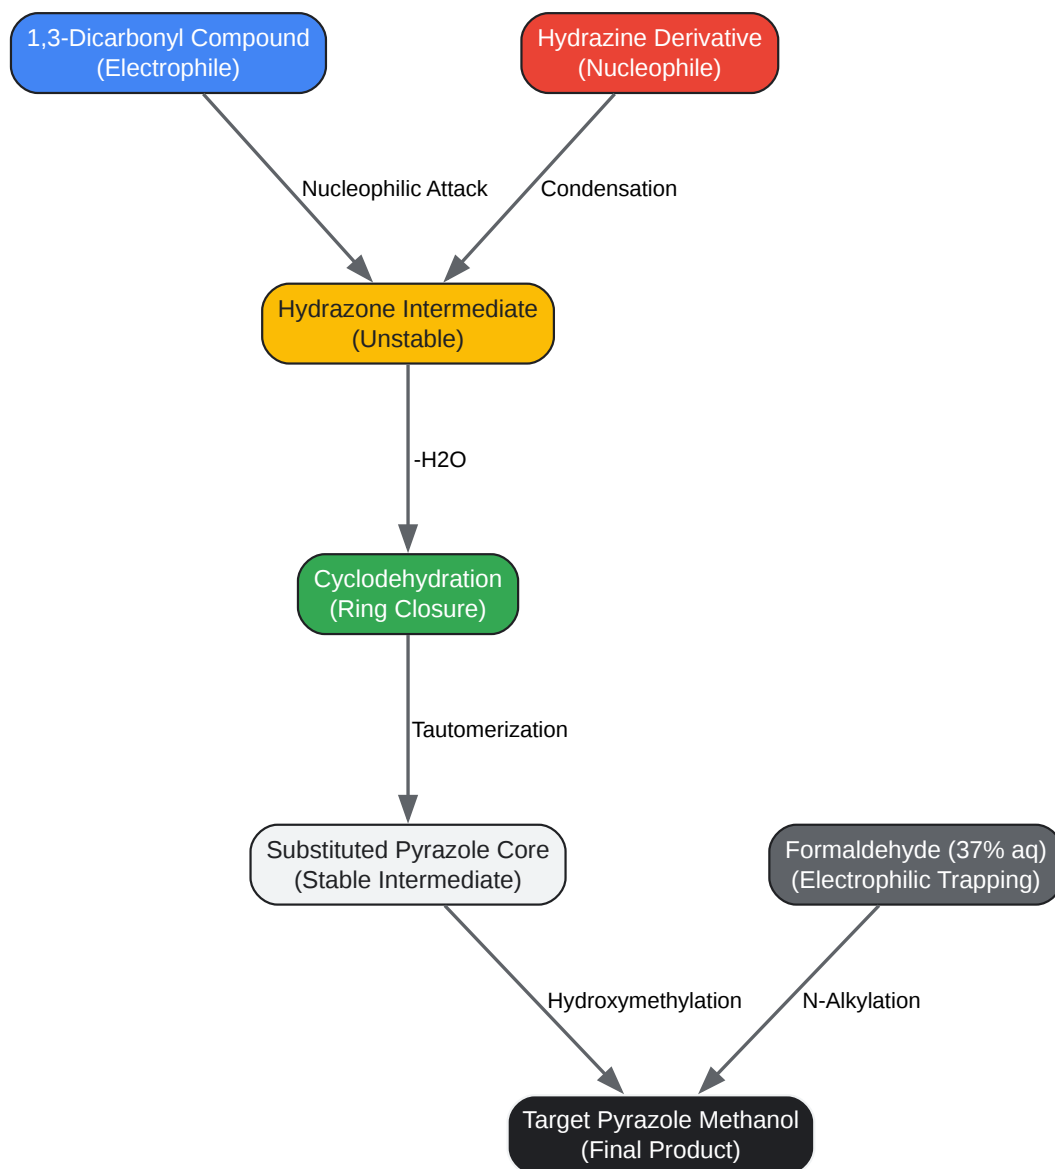 1,3-Dicarbonyl Compound
(Electrophile)
Hydrazine Derivative
(Nucleophile)
Nucleophilic Attack
Condensation
Hydrazone Intermediate
(Unstable)
-H2O
Cyclodehydration
(Ring Closure)
Tautomerization
Substituted Pyrazole Core
(Stable Intermediate)
Formaldehyde (37% aq)
(Electrophilic Trapping)
Hydroxymethylation
N-Alkylation
Target Pyrazole Methanol
(Final Product)